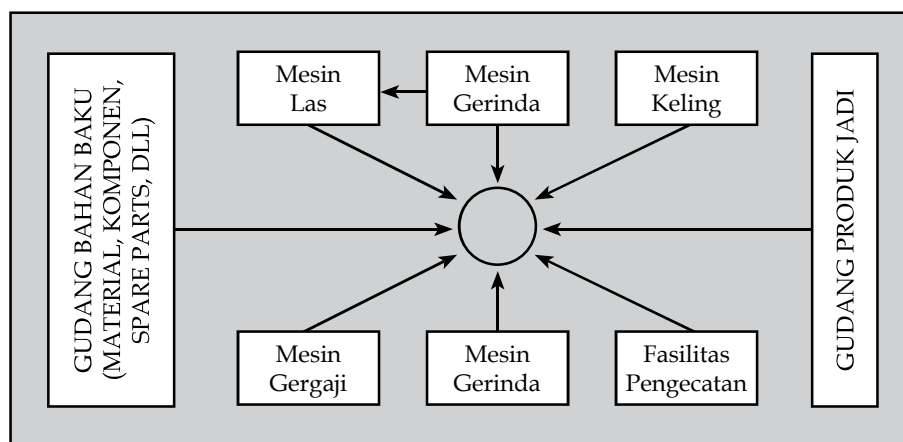 GUDANG BAHAN BAKU
(MATERIAL, KOMPONEN,
SPARE PARTS, DLL)
Mesin
Las
Mesin
Gerinda
Mesin
Keling
Mesin
Gergaji
Mesin
Gerinda
Fasilitas
Pengecatan
GUDANG PRODUK JADI